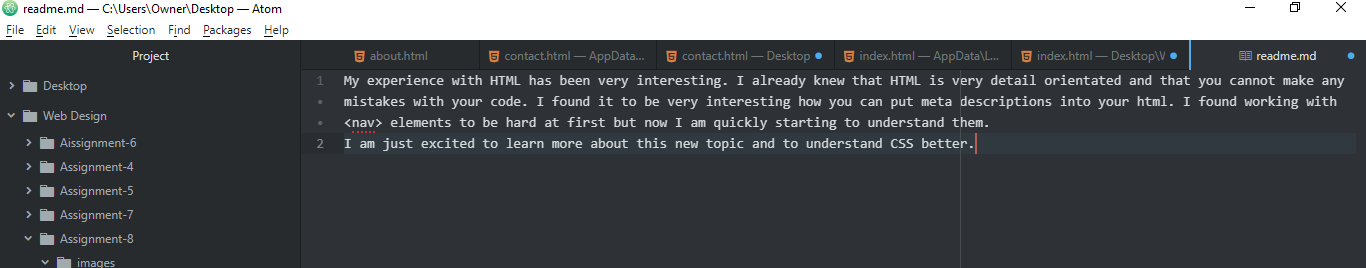 readme.md — C:\Users\Owner\Desktop — Atom
File Edit View Selection Find Packages Help
Project
about.html contact.html — AppData... contact.html — Desktop index.html — AppData\L... index.html — Desktop\V readme.md
Desktop
Web Design
Aissignment-6
Assignment-4
Assignment-5
Assignment-7
Assignment-8
images
1 My experience with HTML has been very interesting. I already knew that HTML is very detail orientated and that you cannot make any
mistakes with your code. I found it to be very interesting how you can put meta descriptions into your html. I found working with
<nav> elements to be hard at first but now I am quickly starting to understand them.
2 I am just excited to learn more about this new topic and to understand CSS better.